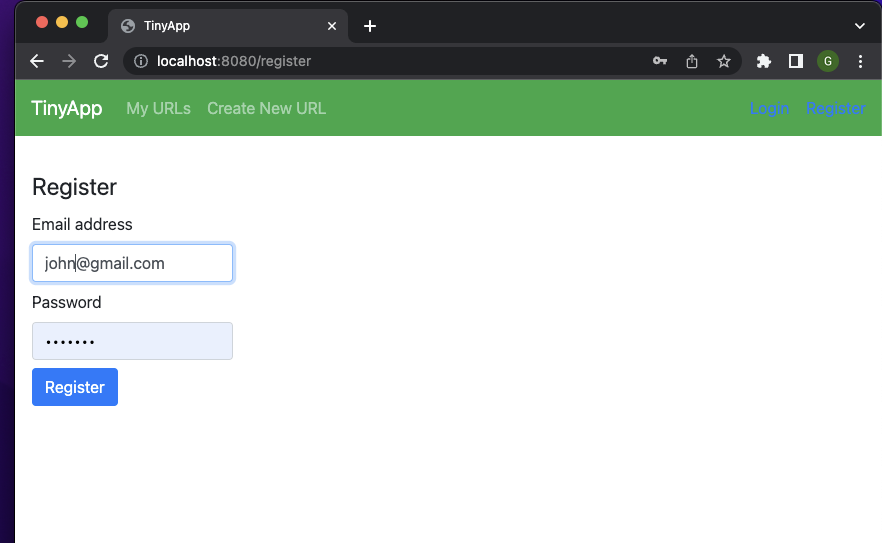 TinyApp
localhost:8080/register
G
TinyApp My URLs Create New URL Login Register
Register
Email address
john@gmail.com
Password
•••••••
Register